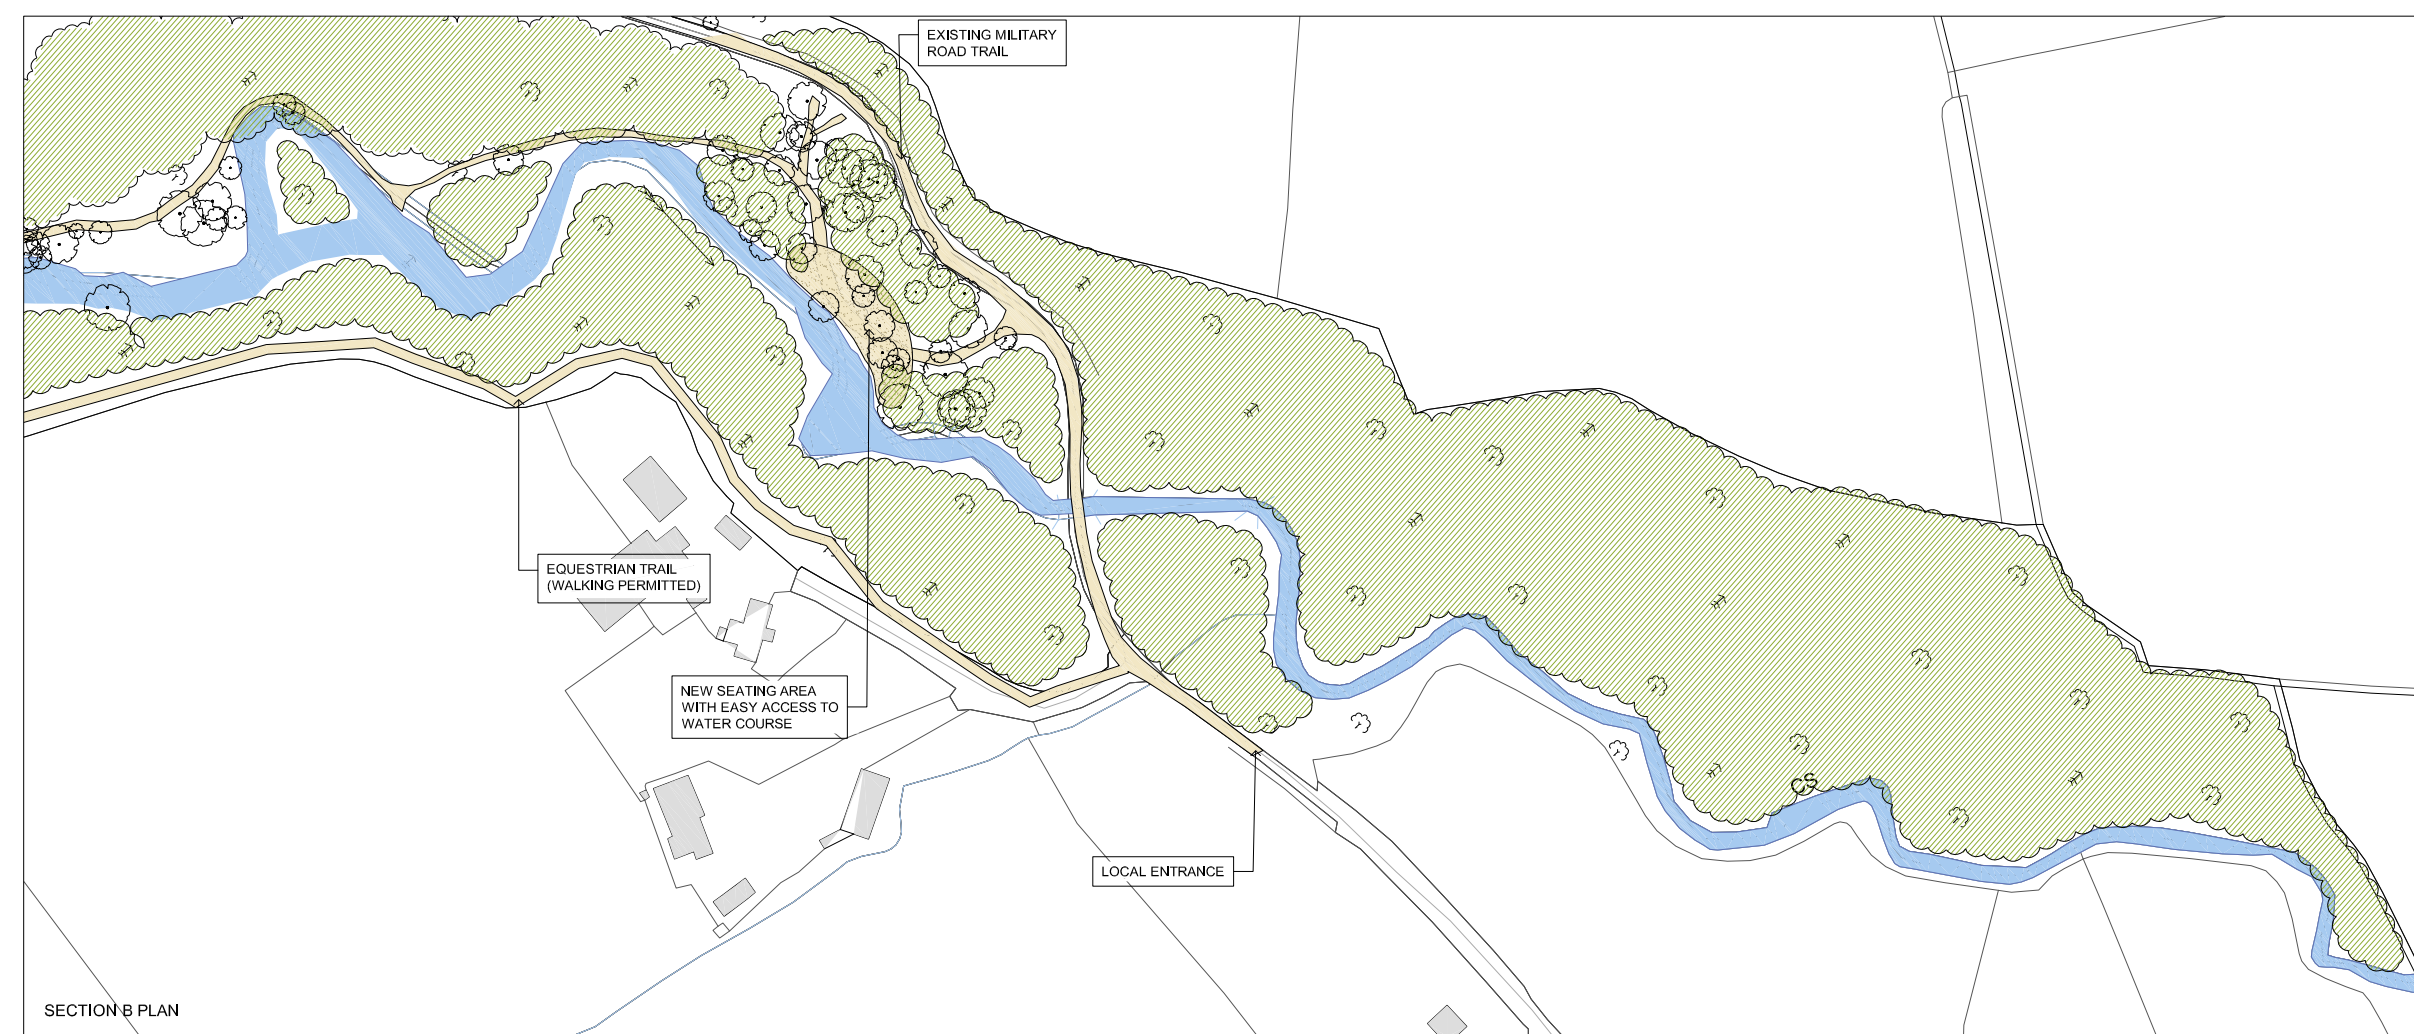 EXISTING MILITARY
ROAD TRAIL
EQUESTRIAN TRAIL
(WALKING PERMITTED)
NEW SEATING AREA
WITH EASY ACCESS TO
WATER COURSE
CS
LOCAL ENTRANCE
SECTION B PLAN